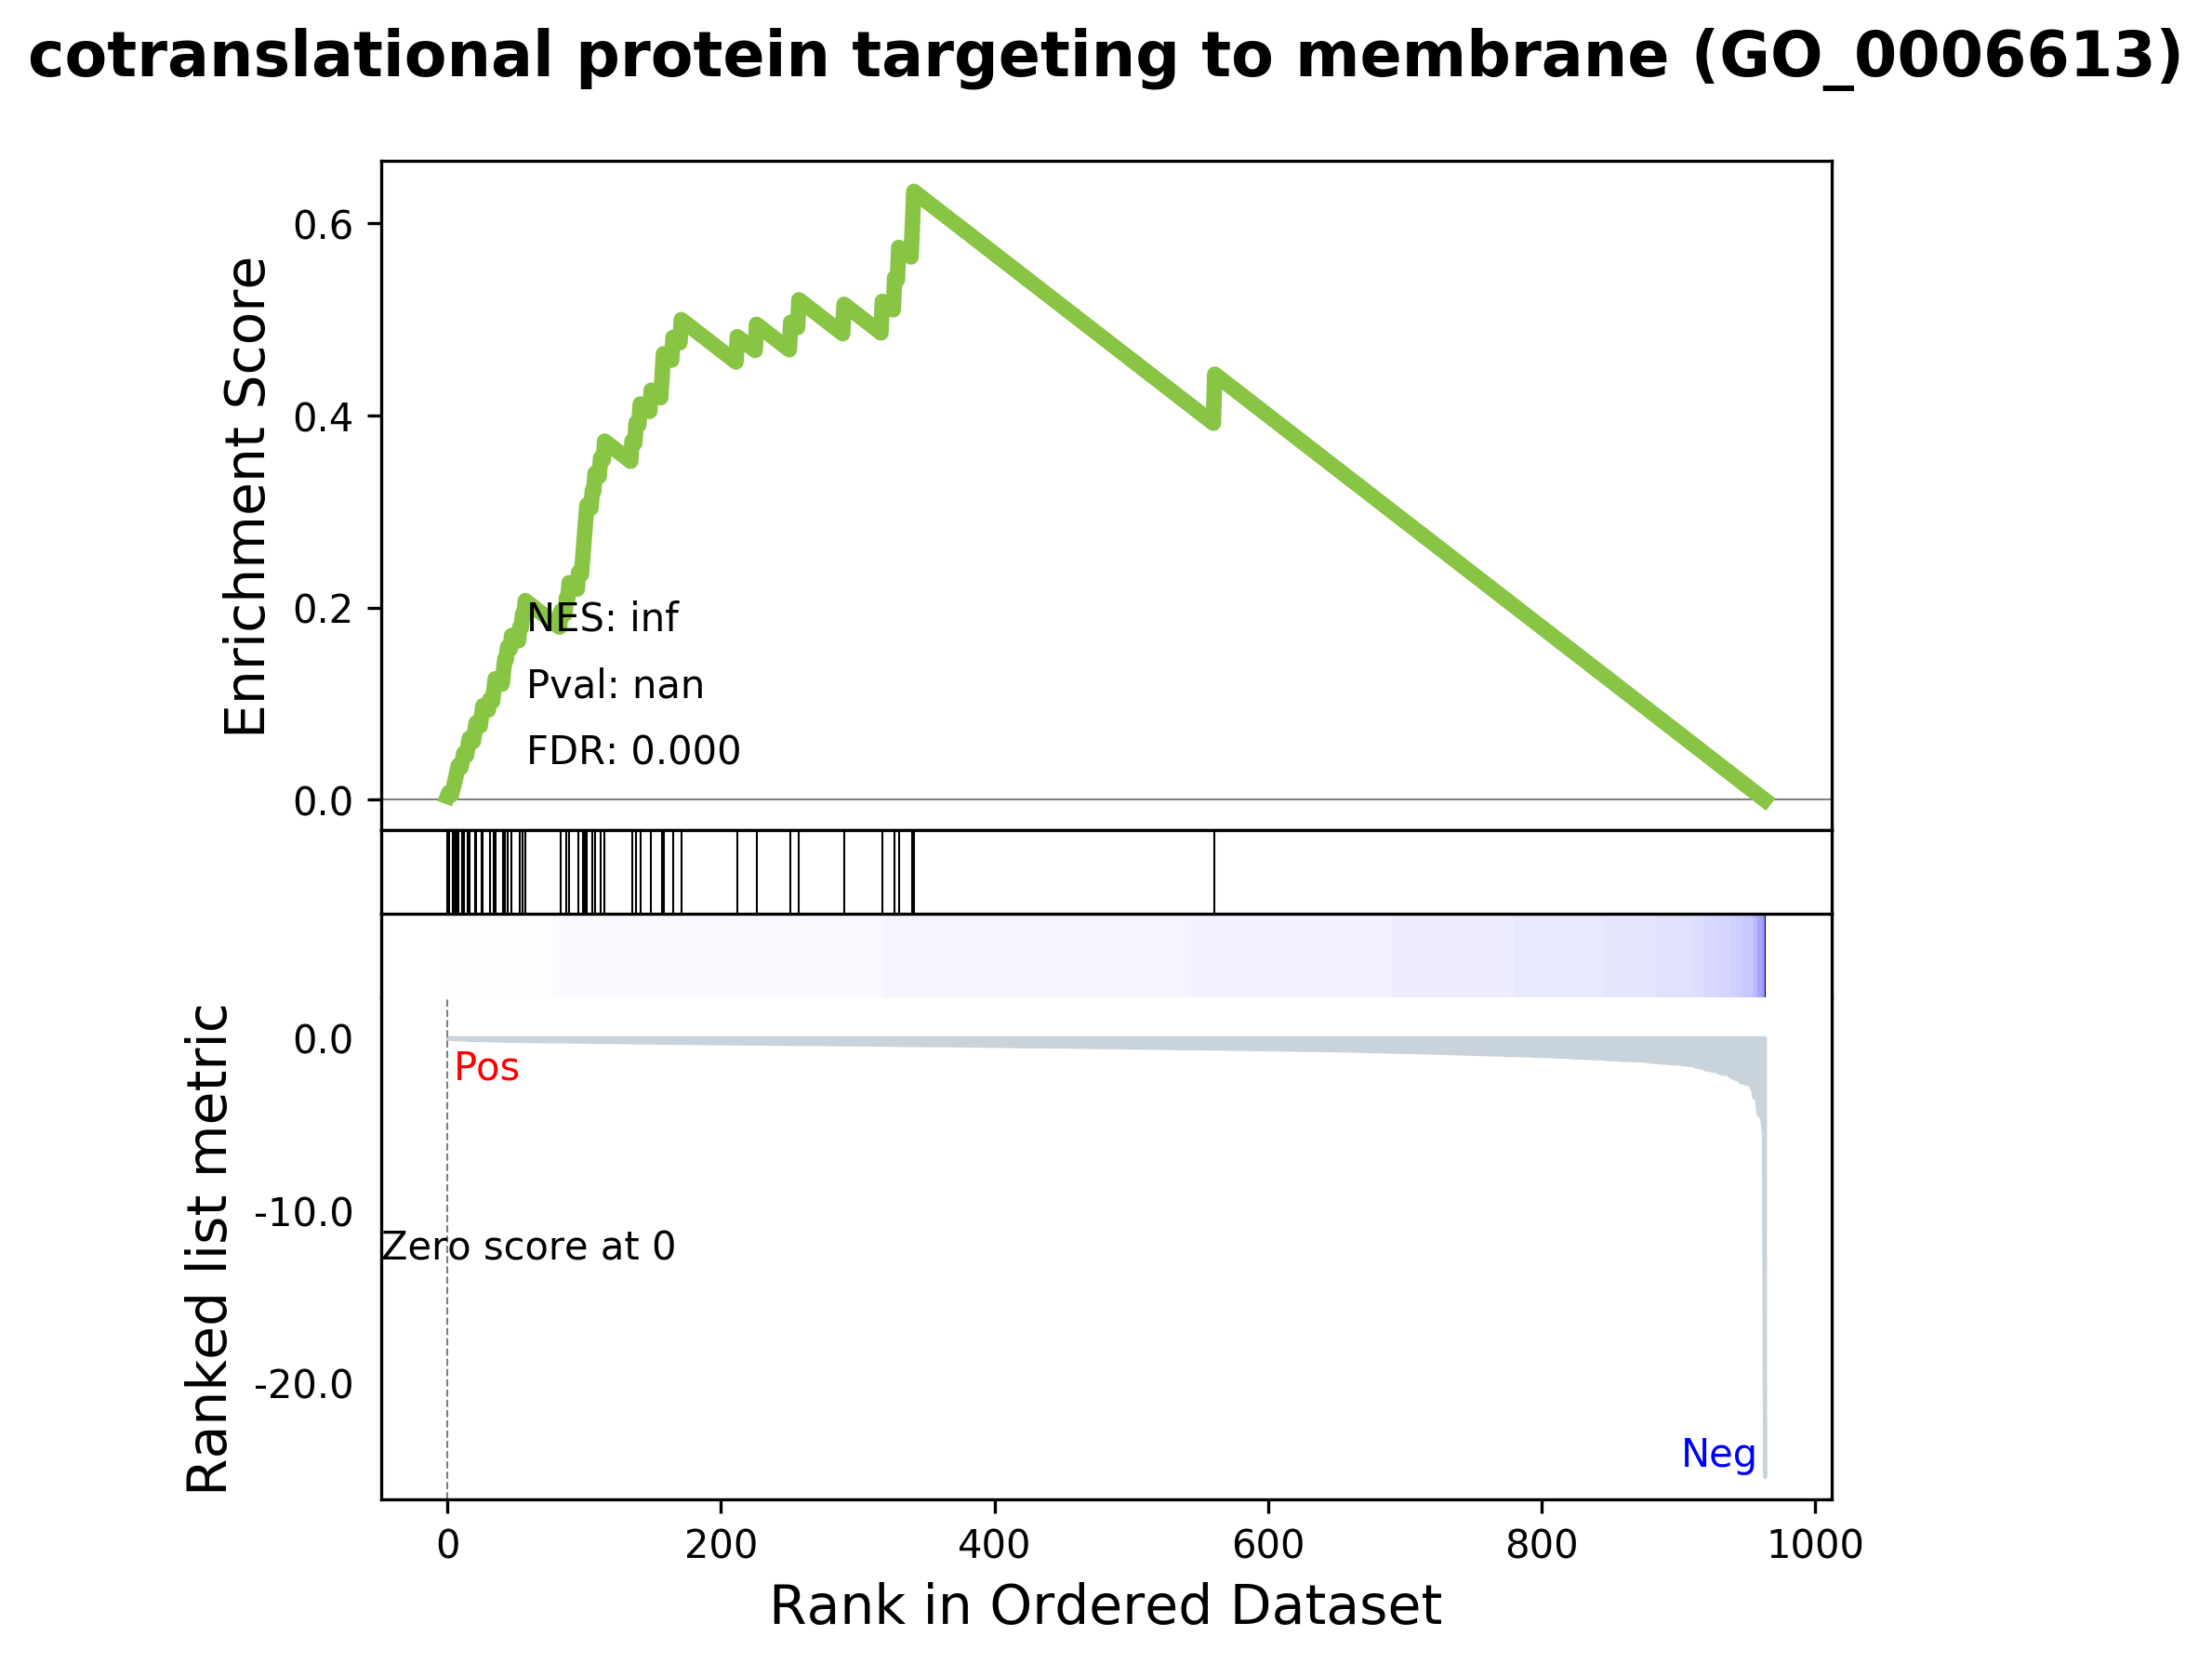 cotranslational protein targeting to membrane (GO_0006613)
Enrichment Score
0.6
0.4
0.2
0.0
NES: inf
Pval: nan
FDR: 0.000
Ranked list metric
0.0
-10.0
-20.0
Pos
Zero score at 0
Neg
0 200 400 600 800 1000
Rank in Ordered Dataset